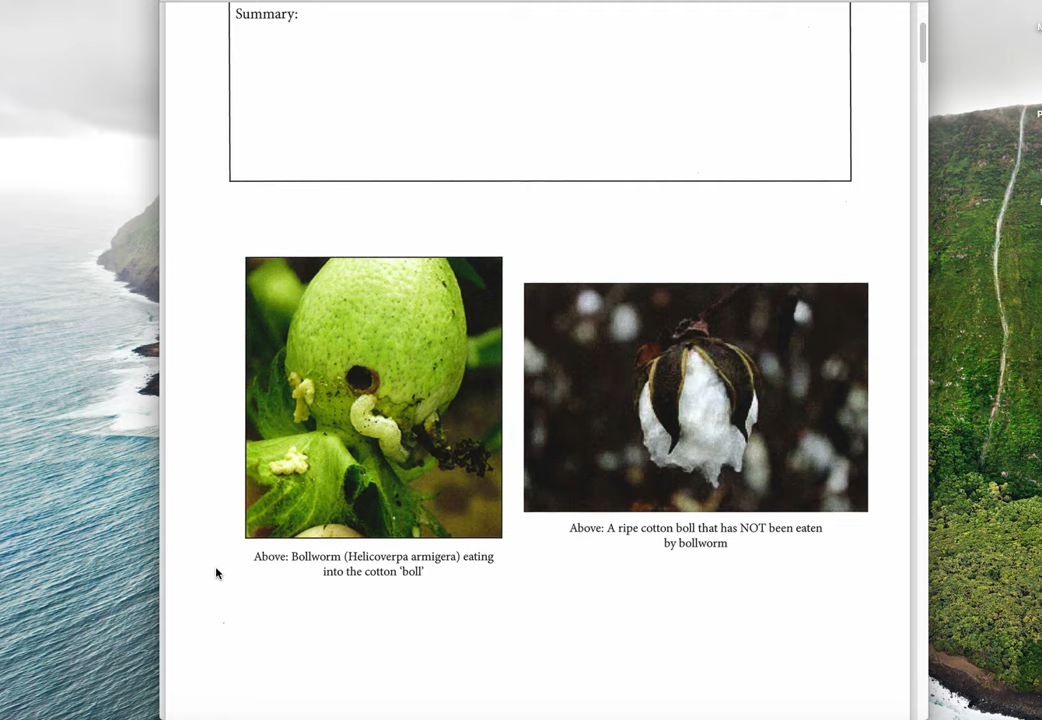 Summary:
Above: Bollworm (Helicoverpa armigera) eating
into the cotton ‘boll’
Above: A ripe cotton boll that has NOT been eaten
by bollworm